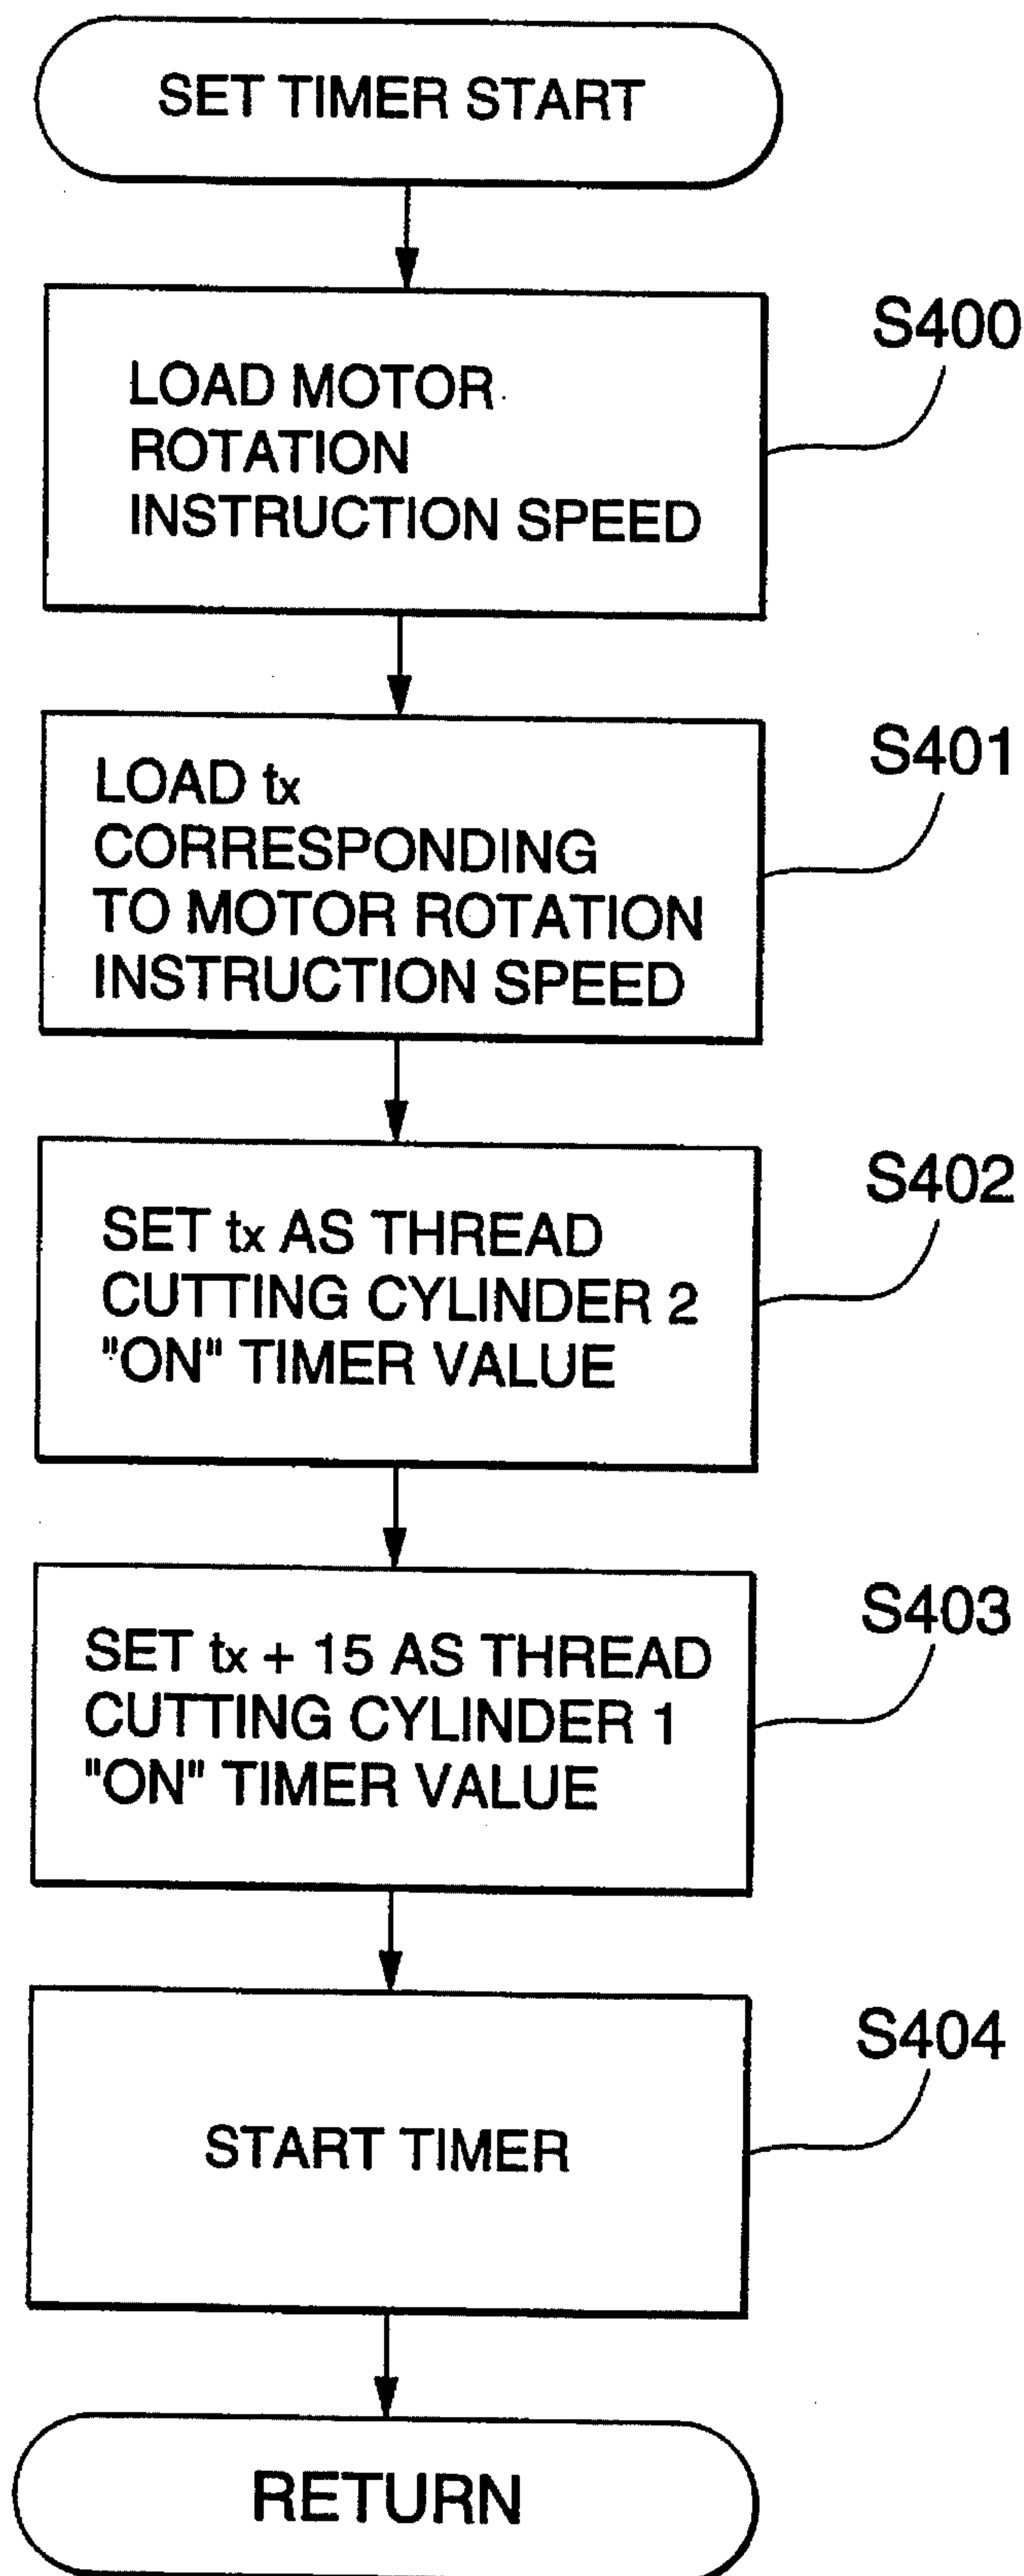 SET TIMER START
S400
LOAD MOTOR
ROTATION
INSTRUCTION SPEED
S401
LOAD tx
CORRESPONDING
TO MOTOR ROTATION
INSTRUCTION SPEED
S402
SET tx AS THREAD
CUTTING CYLINDER 2
"ON" TIMER VALUE
S403
SET tx + 15 AS THREAD
CUTTING CYLINDER 1
"ON" TIMER VALUE
S404
START TIMER
RETURN